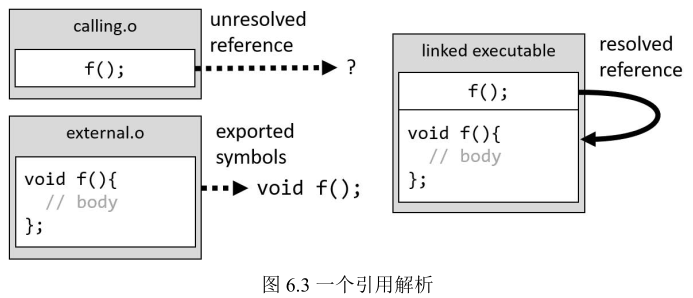 calling.o
f();
unresolved
reference
?
external.o
void f(){
// body
};
exported
symbols
void f();
linked executable
f();
void f(){
// body
};
resolved
reference
图 6.3 一个引用解析